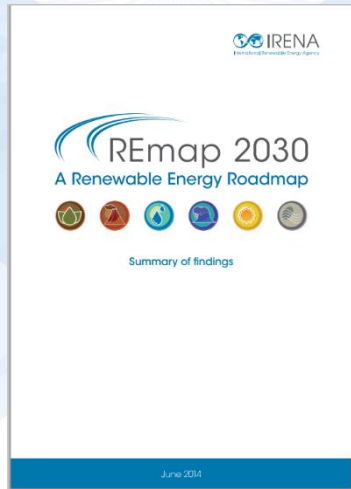 IRENA
International Renewable Energy Agency
REmap 2030
A Renewable Energy Roadmap
Summary of findings
June 2014